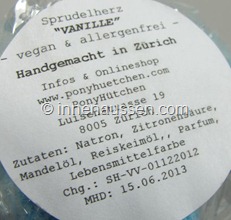 Sprudelherz
"VANILLE"
- vegan & allergenfrei -
Handgemacht in Zürich
Infos & Onlineshop
www.ponyhuetchen.com
PonyHütchen
Luisenstrasse 19
8005 Zürich
Zutaten: Natron, Zitronensäure,
Mandelöl, Reiskeimöl, Parfum,
Lebensmittelfarbe
Chg.: SH-VV-01122012
MHD: 15.06.2013
© innenaussen.com